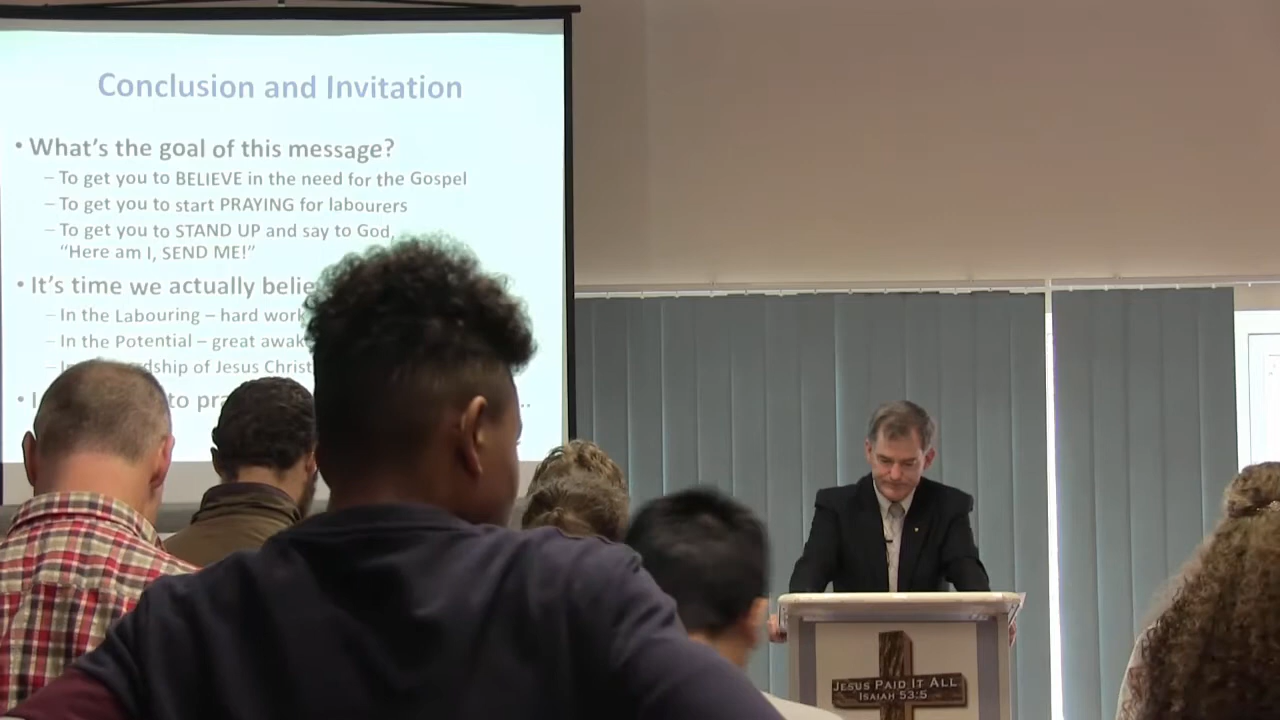 Conclusion and Invitation
• What's the goal of this message?
– To get you to BELIEVE in the need for the Gospel
– To get you to start PRAYING for labourers
– To get you to STAND UP and say to God,
"Here am I, SEND ME!"
• It's time we actually
– In the Labouring – hard work
– In the Potential – great
– of Jesus Christ
• to
JESUS PAID IT ALL
ISAIAH 53:5